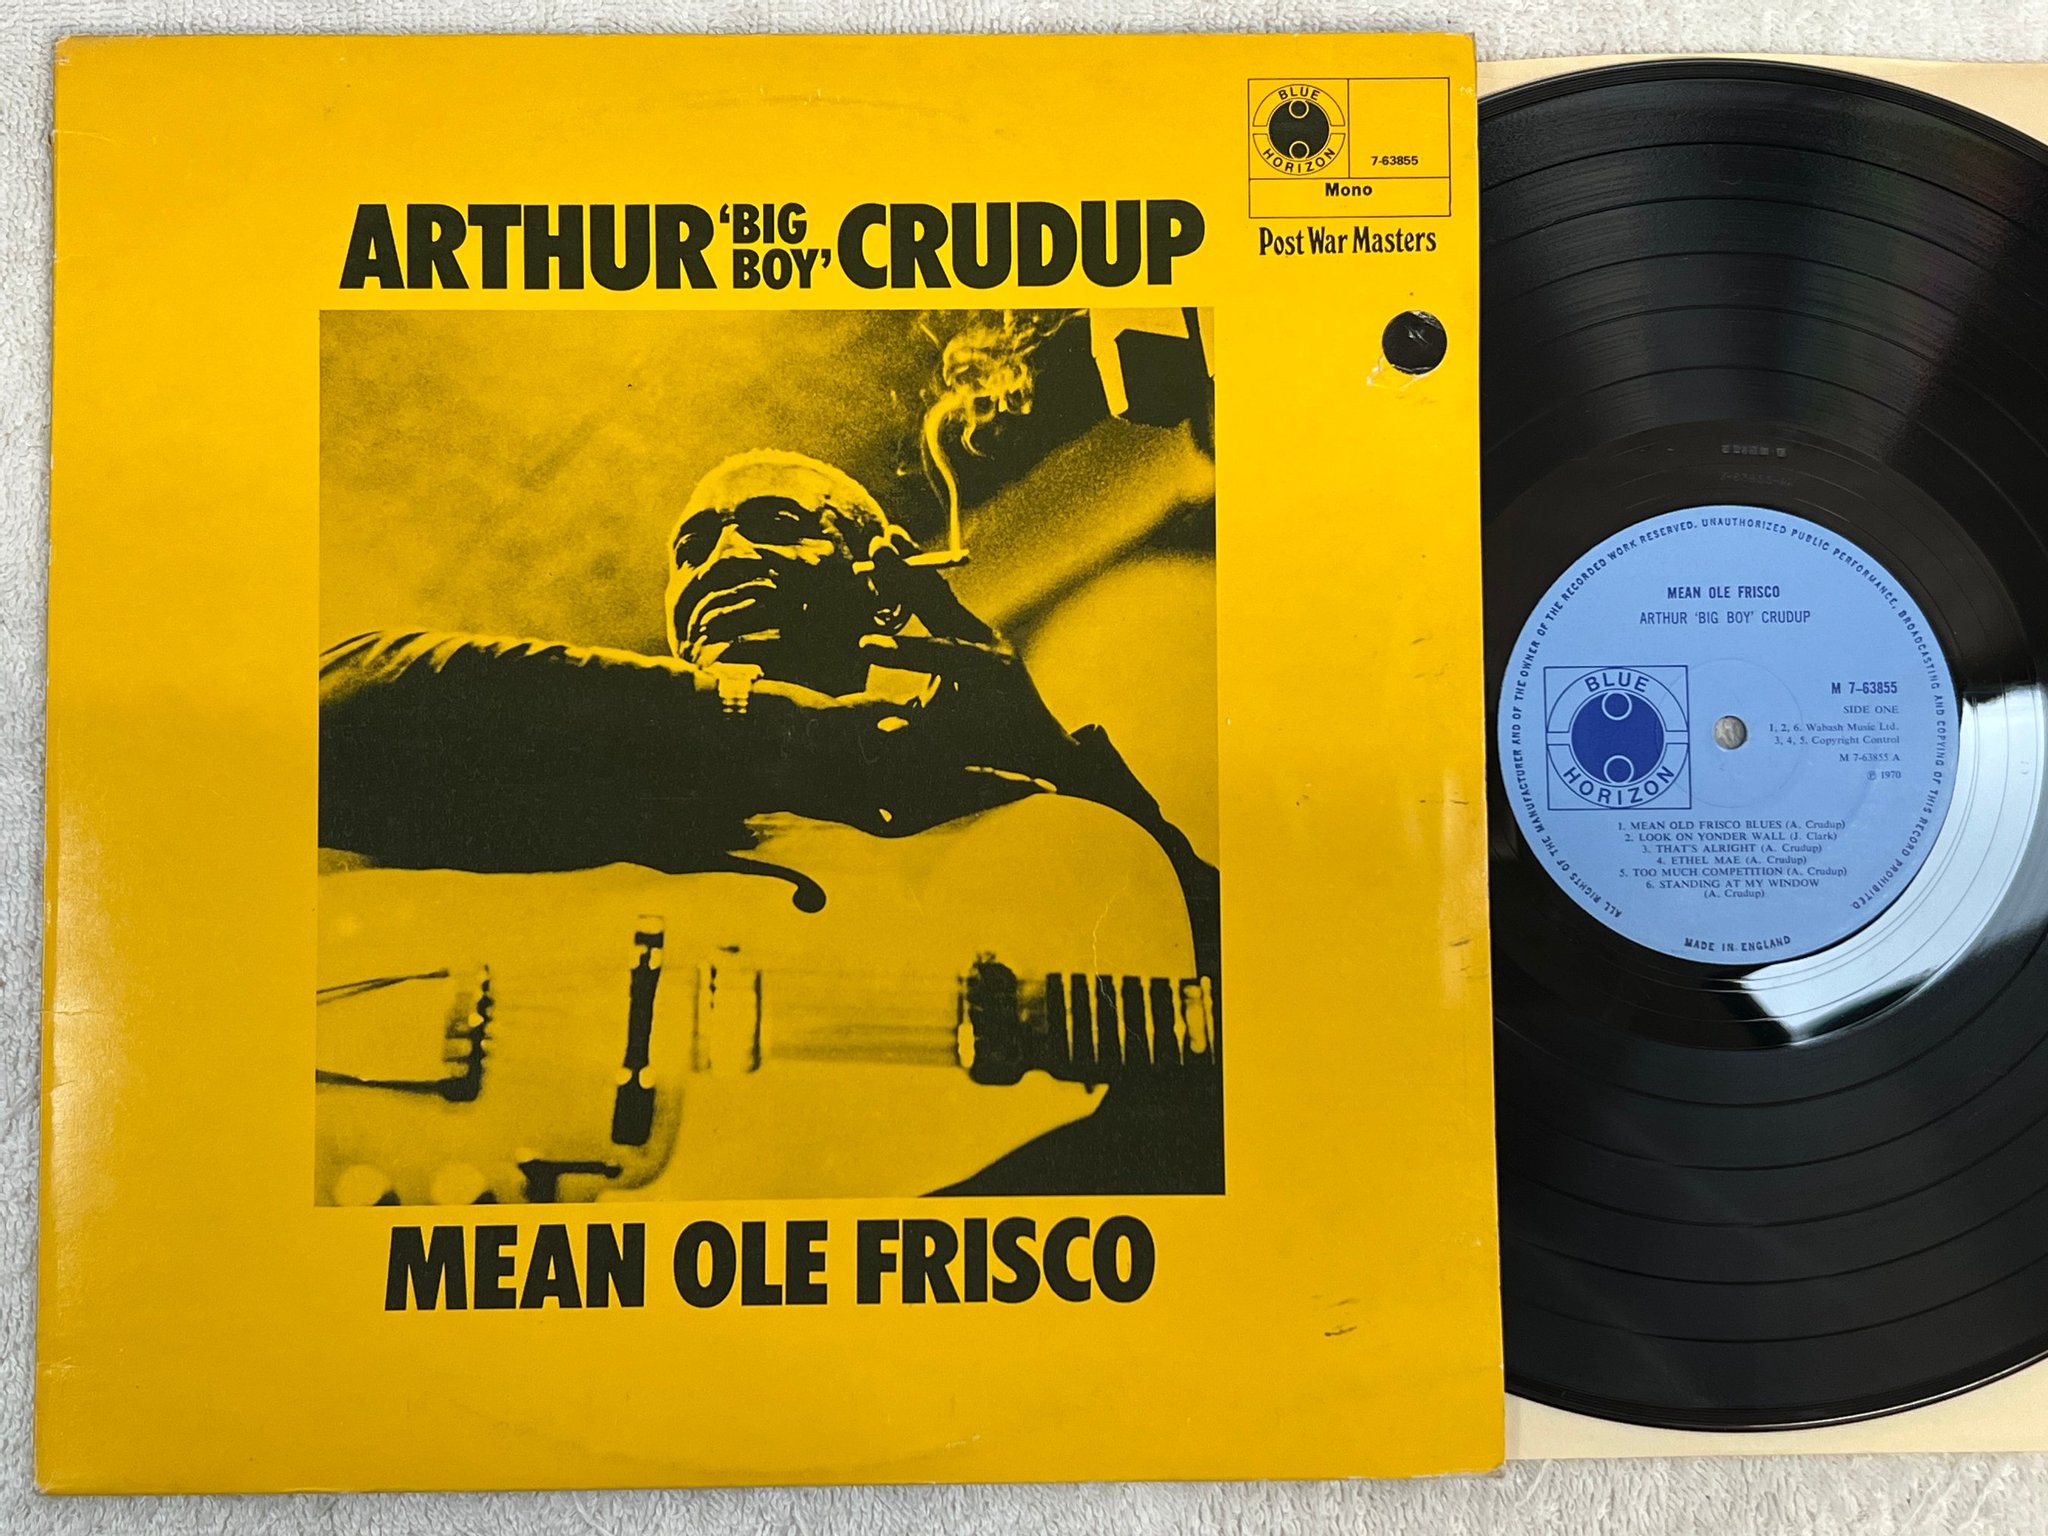 BLUE
HORIZON
7-63855
Mono
Post War Masters
ARTHUR 'BIG BOY' CRUDUP
MEAN OLE FRISCO
7-63855-A
ALL RIGHTS OF THE MANUFACTURER AND OF THE OWNER OF THE RECORDED WORK RESERVED. UNAUTHORIZED PUBLIC PERFORMANCE, BROADCASTING AND COPYING OF THIS RECORD PROHIBITED.
MEAN OLE FRISCO
ARTHUR 'BIG BOY' CRUDUP
BLUE
HORIZON
M 7-63855
SIDE ONE
1, 2, 6. Wabash Music Ltd.
3, 4, 5. Copyright Control
M 7-63855 A
℗ 1970
1. MEAN OLD FRISCO BLUES (A. Crudup)
2. LOOK ON YONDER WALL (J. Clark)
3. THAT'S ALRIGHT (A. Crudup)
4. ETHEL MAE (A. Crudup)
5. TOO MUCH COMPETITION (A. Crudup)
6. STANDING AT MY WINDOW
(A. Crudup)
MADE IN ENGLAND